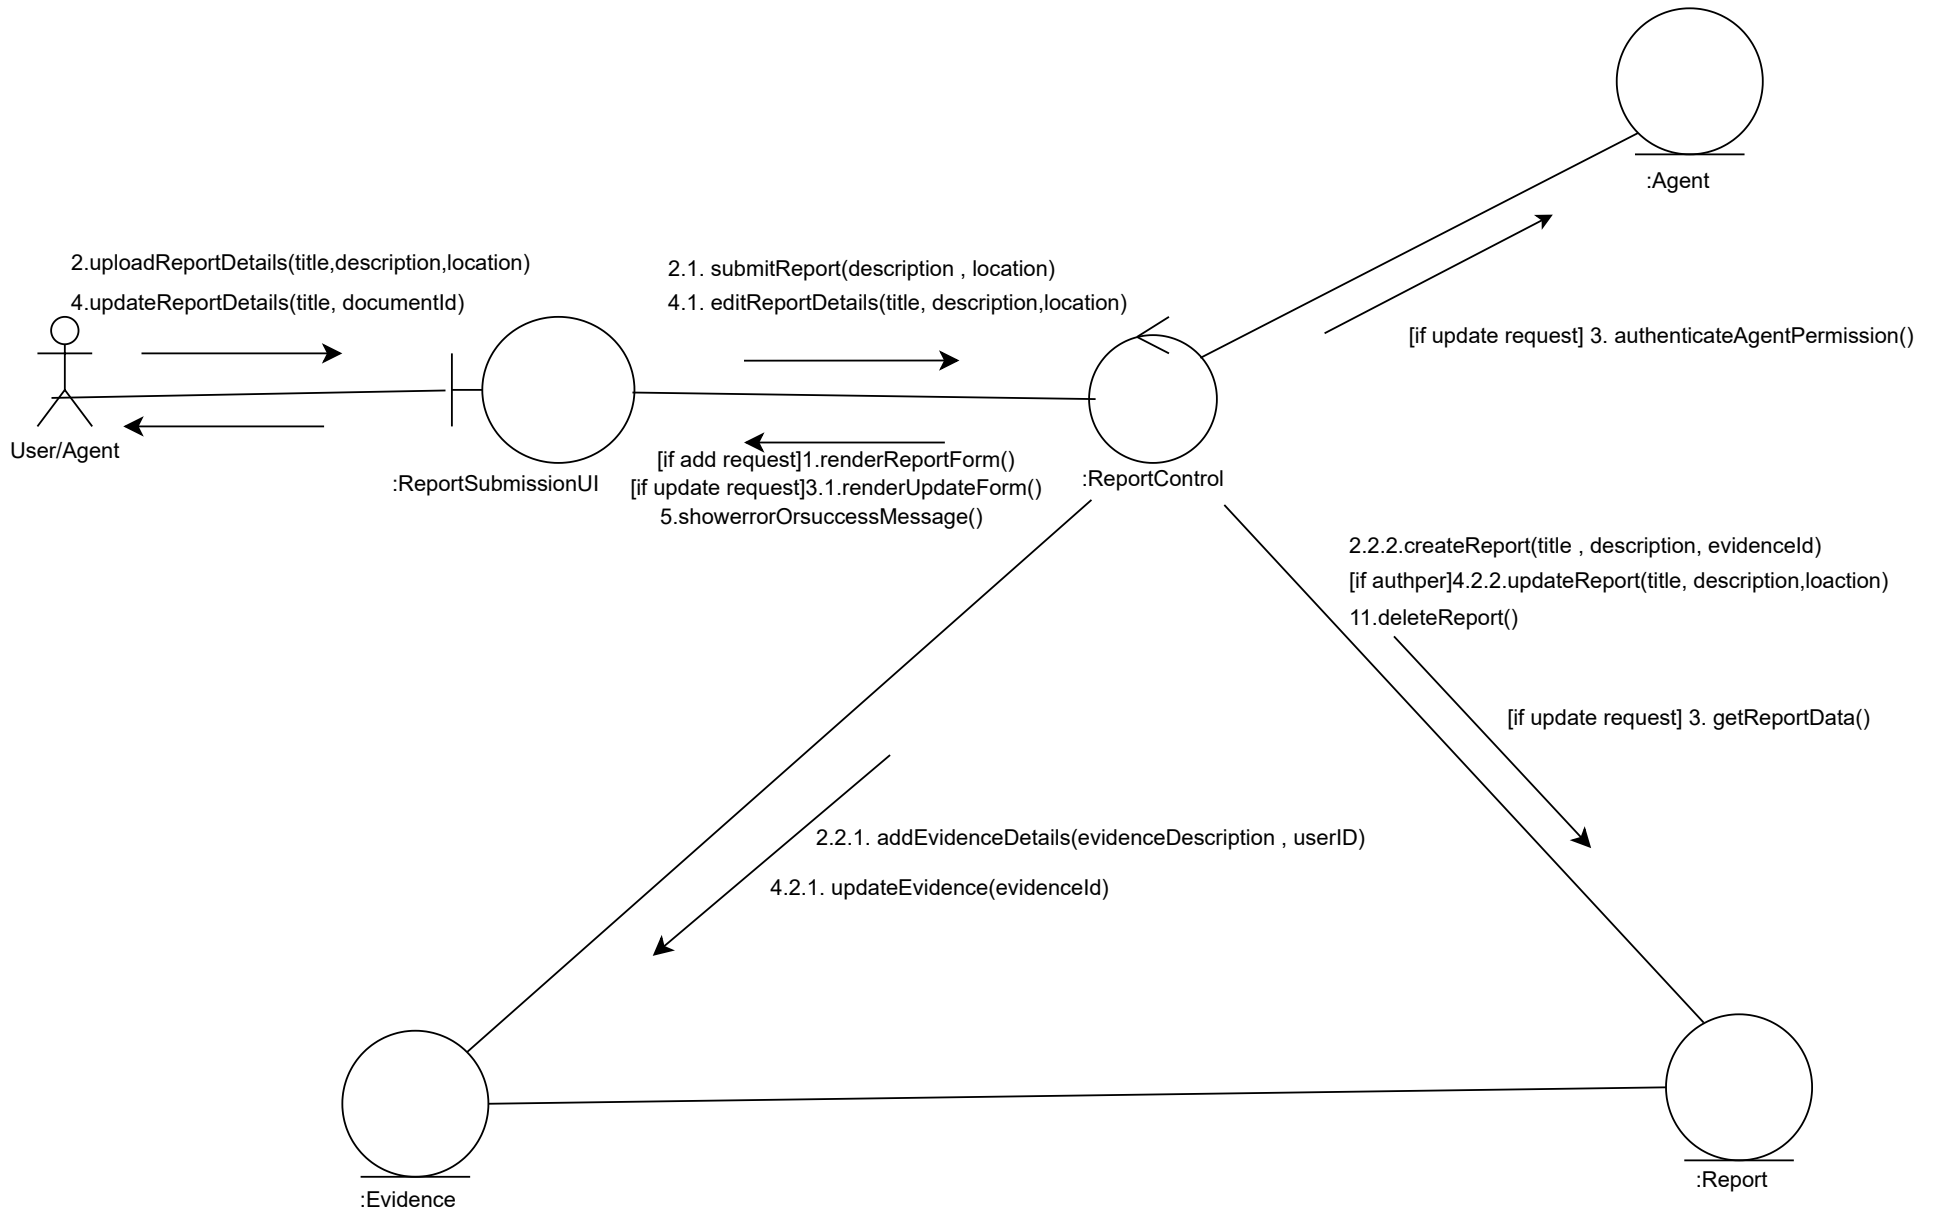 :Agent
2.uploadReportDetails(title,description,location)
4.updateReportDetails(title, documentId)
2.1. submitReport(description , location)
4.1. editReportDetails(title, description,location)
[if update request] 3. authenticateAgentPermission()
User/Agent
:ReportSubmissionUI
[if add request]1.renderReportForm()
[if update request]3.1.renderUpdateForm()
5.showerrorOrsuccessMessage()
:ReportControl
2.2.2.createReport(title , description, evidenceId)
[if authper]4.2.2.updateReport(title, description,loaction)
11.deleteReport()
[if update request] 3. getReportData()
2.2.1. addEvidenceDetails(evidenceDescription , userID)
4.2.1. updateEvidence(evidenceId)
:Evidence
:Report